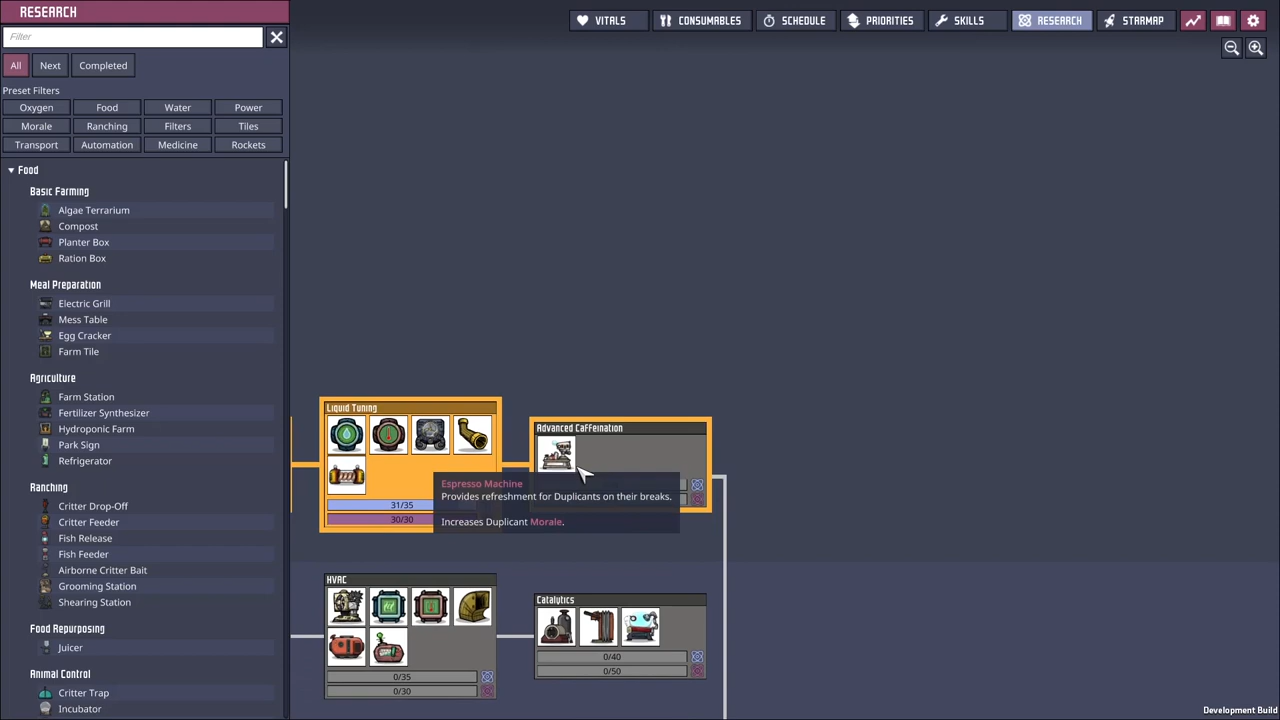 RESEARCH
VITALS
CONSUMABLES
SCHEDULE
PRIORITIES
SKILLS
RESEARCH
STARMAP
Filter
All
Next
Completed
Preset Filters
Oxygen
Food
Water
Power
Morale
Ranching
Filters
Tiles
Transport
Automation
Medicine
Rockets
Food
Basic Farming
Algae Terrarium
Compost
Planter Box
Ration Box
Meal Preparation
Electric Grill
Mess Table
Egg Cracker
Farm Tile
Agriculture
Farm Station
Fertilizer Synthesizer
Hydroponic Farm
Park Sign
Refrigerator
Ranching
Critter Drop-Off
Critter Feeder
Fish Release
Fish Feeder
Airborne Critter Bait
Grooming Station
Shearing Station
Food Repurposing
Juicer
Animal Control
Critter Trap
Incubator
Liquid Tuning
31/35
30/30
Advanced Caffeination
Espresso Machine
Provides refreshment for Duplicants on their breaks.
Increases Duplicant Morale.
HVAC
0/35
0/30
Catalytics
0/40
0/50
Development Build